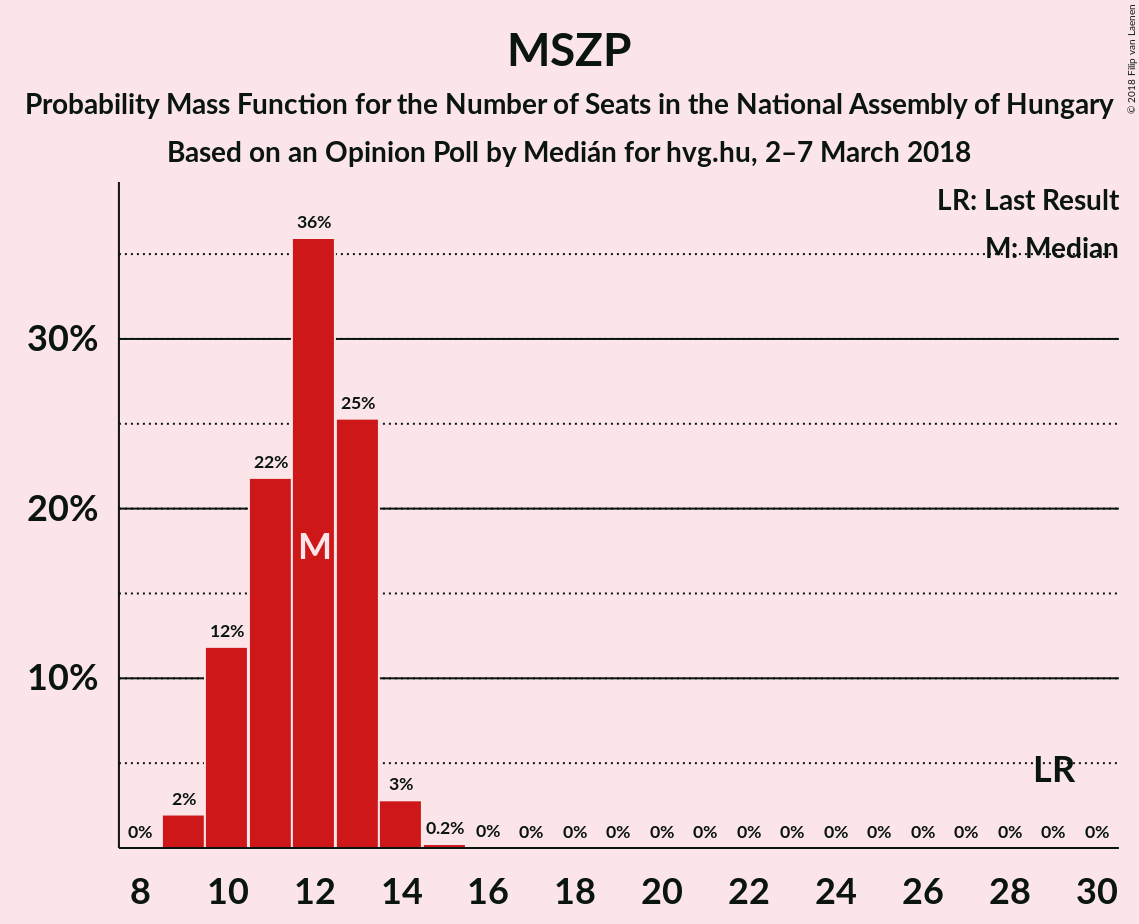 MSZP
Probability Mass Function for the Number of Seats in the National Assembly of Hungary
Based on an Opinion Poll by Medián for hvg.hu, 2–7 March 2018
© 2018 Filip van Laenen
LR: Last Result
M: Median
36%
30%
25%
22%
20%
M
12%
10%
LR
0% 2% 3% 0.2% 0% 0% 0% 0% 0% 0% 0% 0% 0% 0% 0% 0% 0% 0% 0%
8 10 12 14 16 18 20 22 24 26 28 30